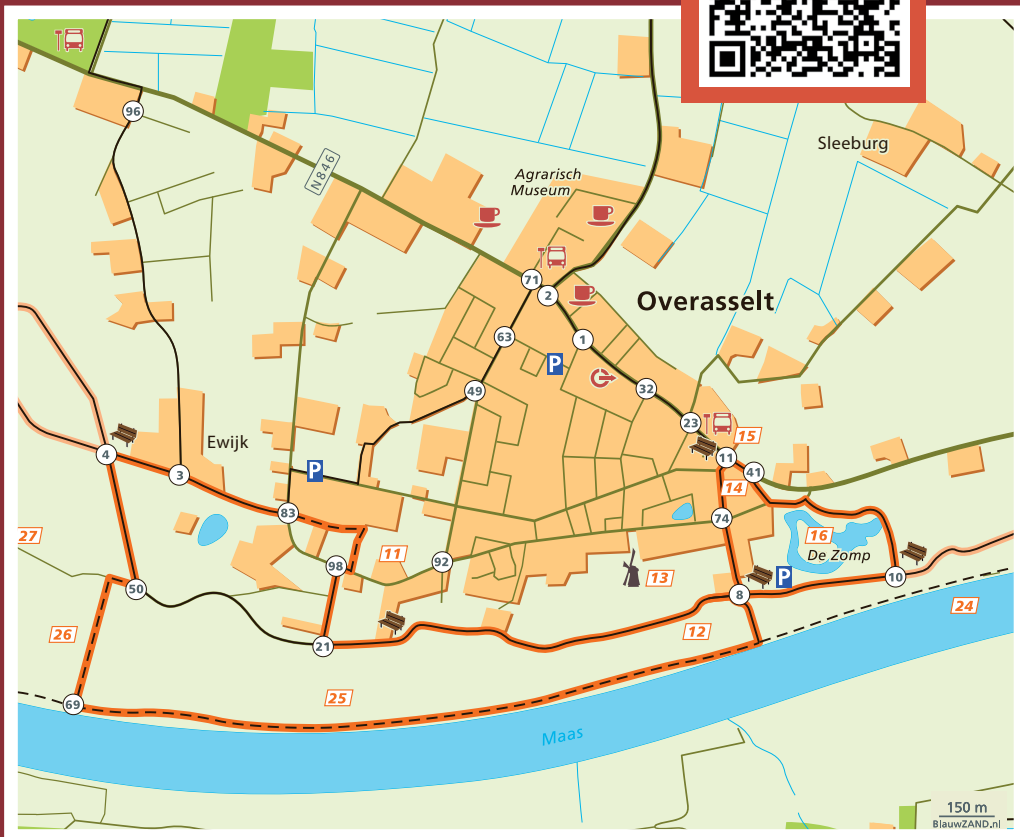 96
N846
Agrarisch
Museum
Sleeburg
71
2
Overasselt
63
1
P
49
32
23
15
Ewijk
4
3
P
11
41
14
83
74
27
16
De Zomp
98
11
92
13
P
10
50
8
24
26
21
12
69
25
Maas
150 m
BlauwZAND.nl